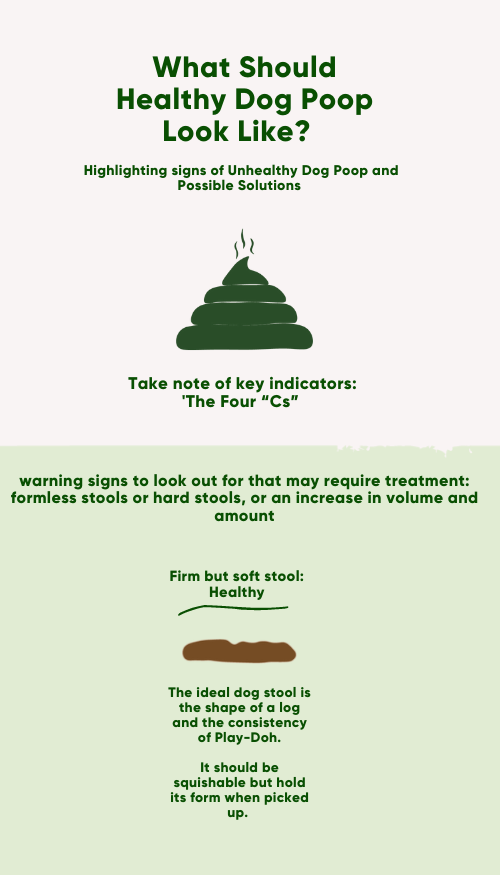 What Should
Healthy Dog Poop
Look Like?
Highlighting signs of Unhealthy Dog Poop and
Possible Solutions
Take note of key indicators:
'The Four “Cs”
warning signs to look out for that may require treatment:
formless stools or hard stools, or an increase in volume and
amount
Firm but soft stool:
Healthy
The ideal dog stool is
the shape of a log
and the consistency
of Play-Doh.
It should be
squishable but hold
its form when picked
up.